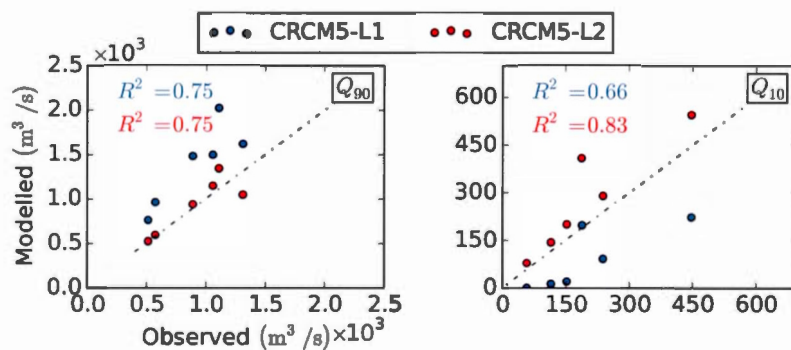 CRCM5-L1 CRCM5-L2
×10³
2.5
2.0
1.5
1.0
0.5
0.0
Modelled (m³/s)
R² =0.75
R² =0.75
Q₉₀
0.0 0.5 1.0 1.5 2.0 2.5
Observed (m³/s)×10³
600
450
300
150
0
R² =0.66
R² =0.83
Q₁₀
0 150 300 450 600